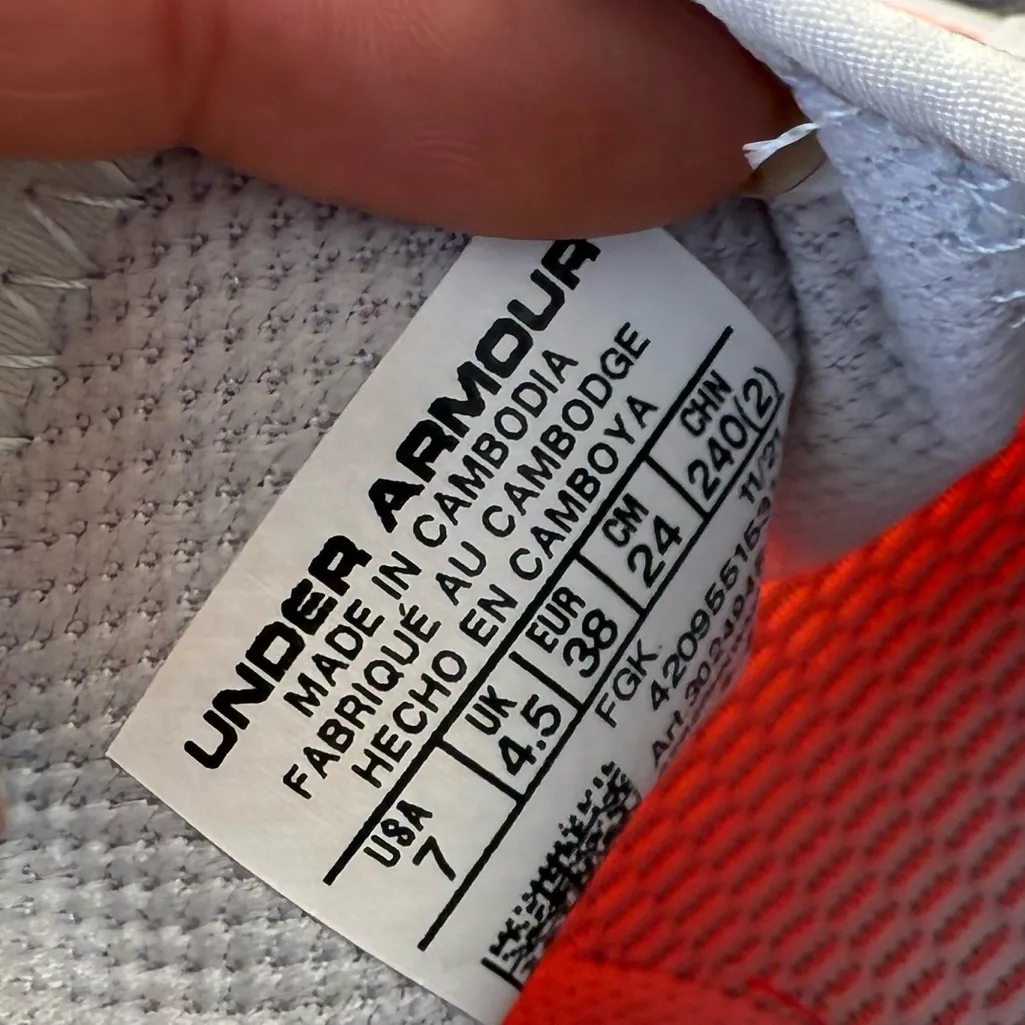 UNDER ARMOUR
MADE IN CAMBODIA
FABRIQUÉ AU CAMBODGE
HECHO EN CAMBOYA
USA UK EUR CM CHN
7 4.5 38 24 240(2)
FGK